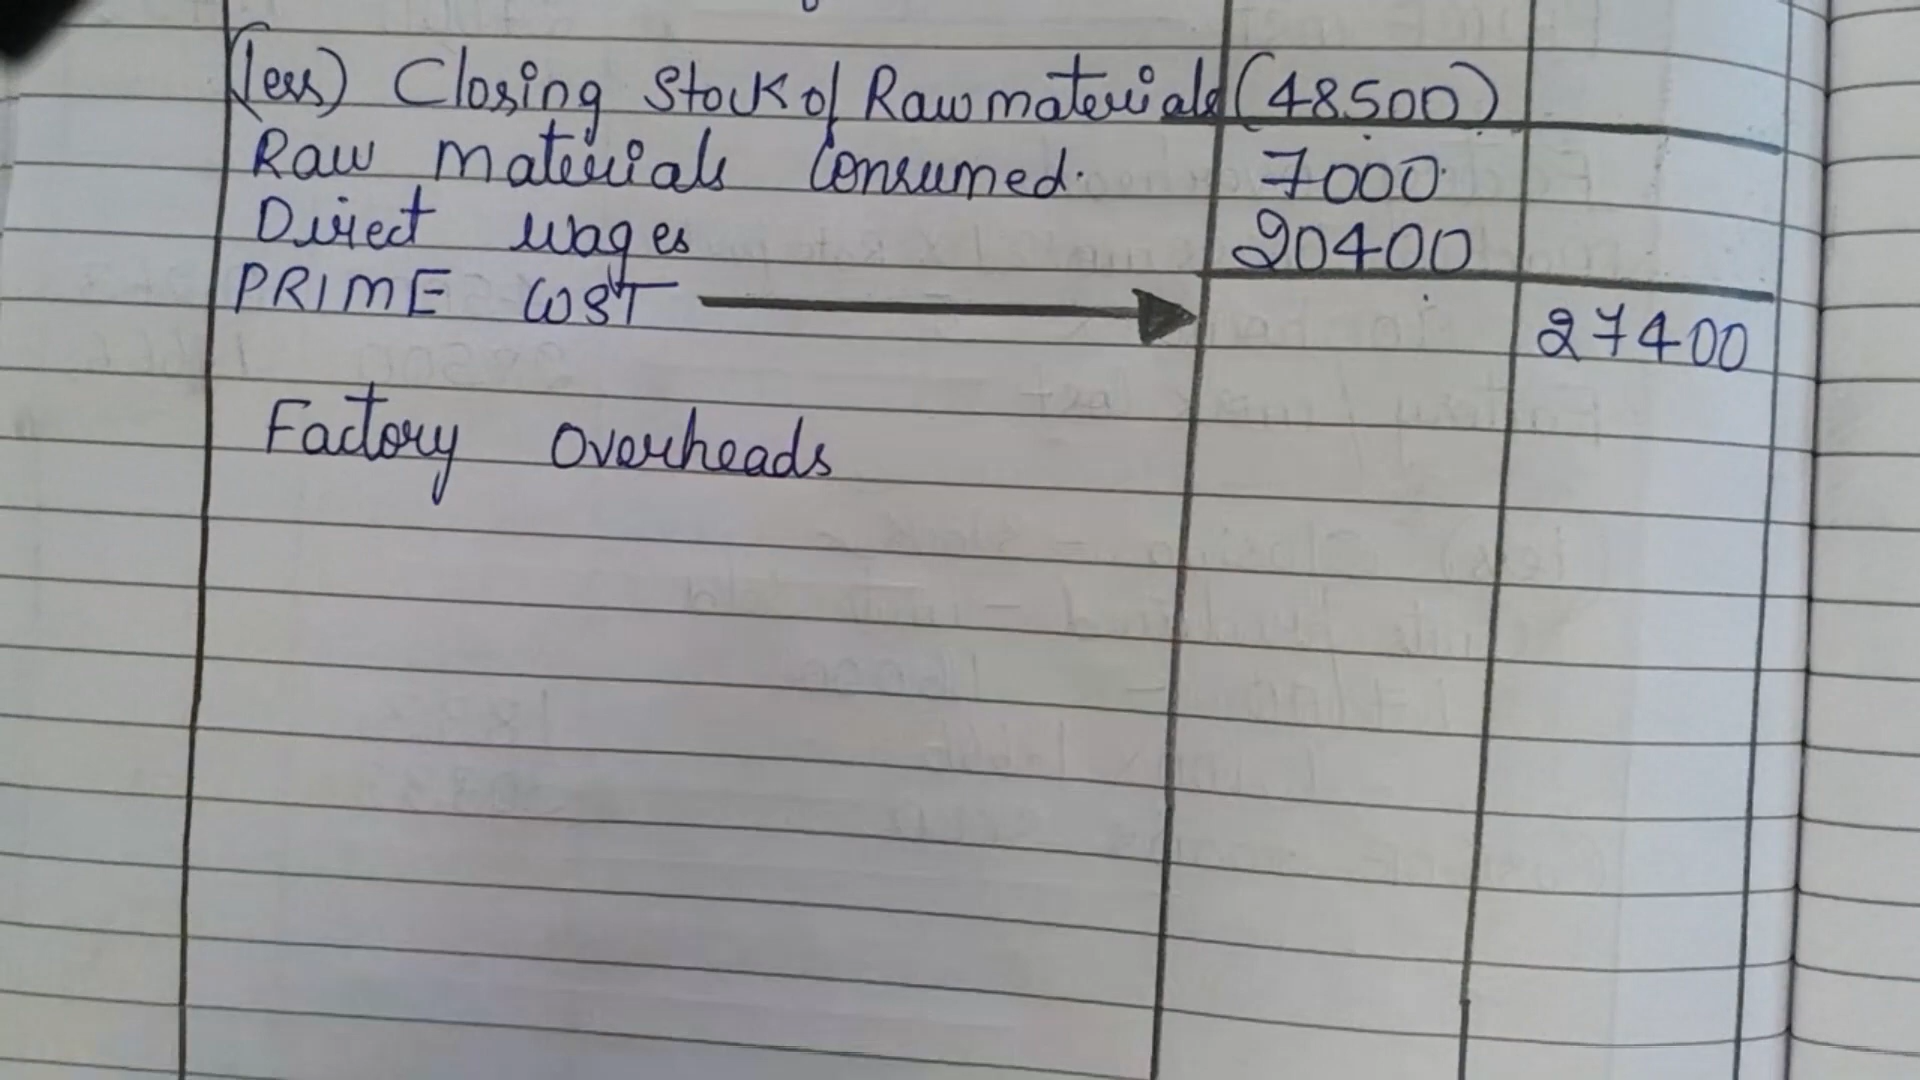 (less) Closing Stock of Raw materials (48500)
Raw materials Consumed. 7000
Direct wages 20400
PRIME COST 27400
Factory Overheads